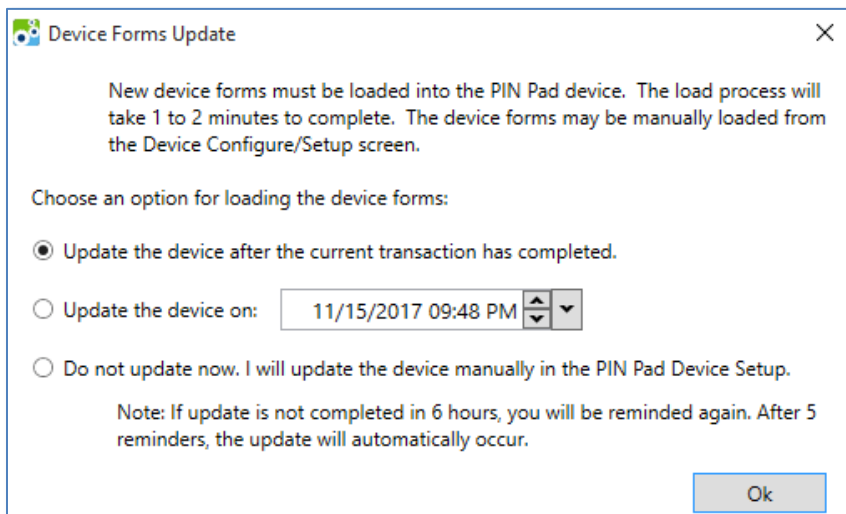 Device Forms Update
New device forms must be loaded into the PIN Pad device.  The load process will
take 1 to 2 minutes to complete.  The device forms may be manually loaded from
the Device Configure/Setup screen.
Choose an option for loading the device forms:
Update the device after the current transaction has completed.
Update the device on: 11/15/2017 09:48 PM
Do not update now. I will update the device manually in the PIN Pad Device Setup.
Note: If update is not completed in 6 hours, you will be reminded again. After 5
reminders, the update will automatically occur.
Ok